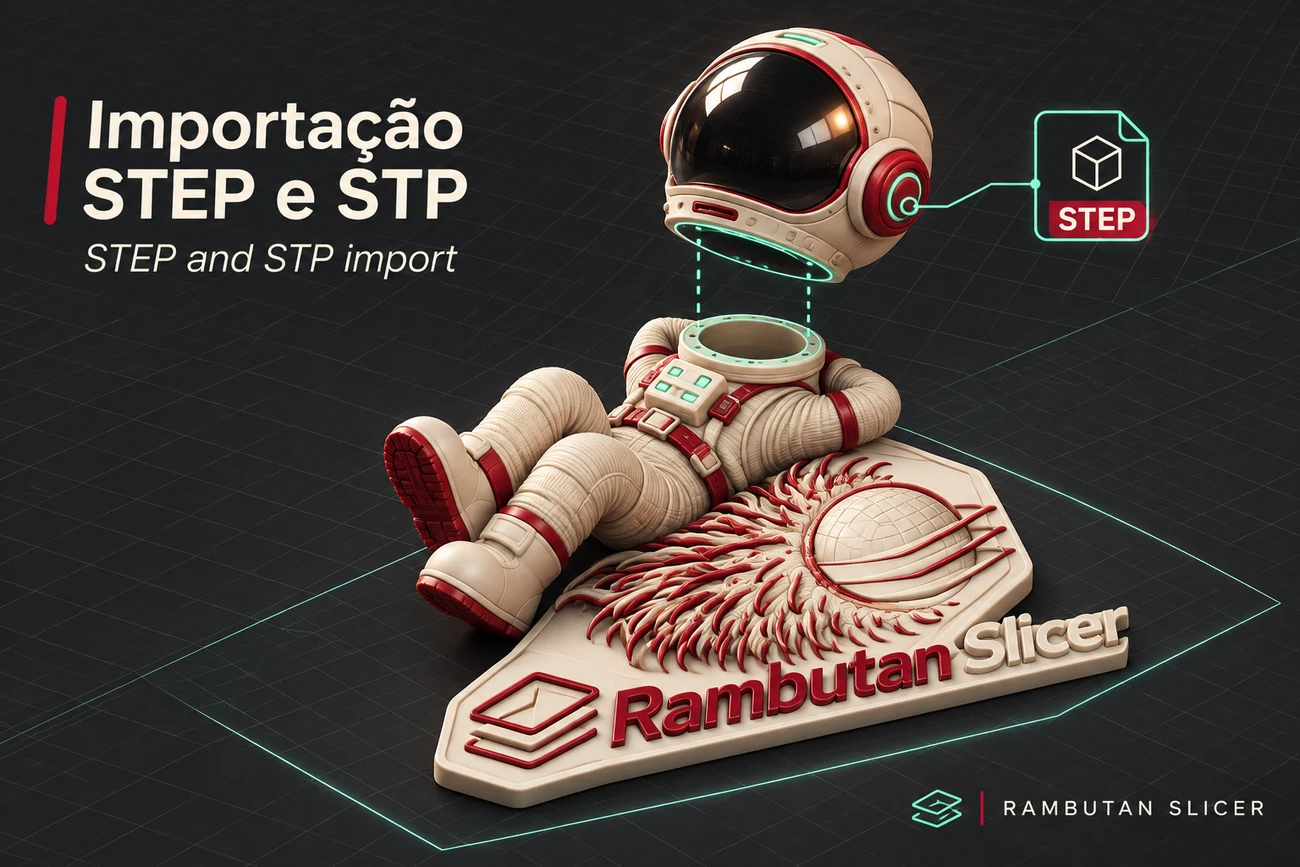 Importação
STEP e STP
STEP and STP import
STEP
Rambutan Slicer
RAMBUTAN SLICER